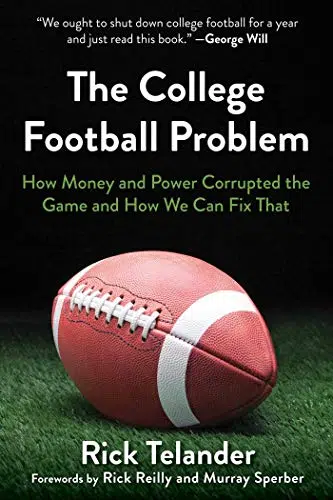 “We ought to shut down college football for a year
and just read this book.” —George Will
The College
Football Problem
How Money and Power Corrupted the
Game and How We Can Fix That
Rick Telander
Forewords by Rick Reilly and Murray Sperber